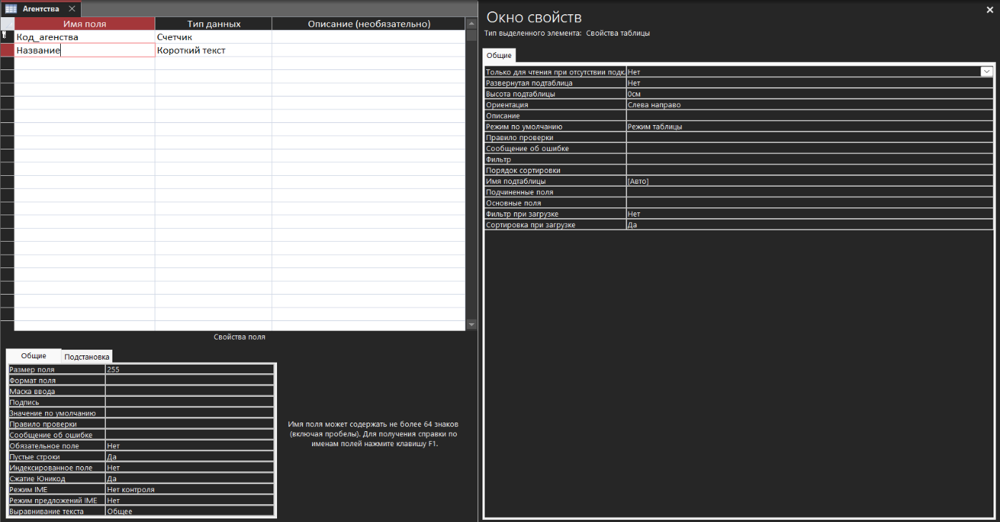 Агентства
Имя поля Тип данных Описание (необязательно)
Код_агенства Счетчик
Название Короткий текст
Свойства поля
Общие Подстановка
Размер поля 255
Формат поля
Маска ввода
Подпись
Значение по умолчанию
Правило проверки
Сообщение об ошибке
Обязательное поле Нет
Пустые строки Да
Индексированное поле Нет
Сжатие Юникод Да
Режим IME Нет контроля
Режим предложений IME Нет
Выравнивание текста Общее
Имя поля может содержать не более 64 знаков
(включая пробелы). Для получения справки по
именам полей нажмите клавишу F1.
Окно свойств
Тип выделенного элемента: Свойства таблицы
Общие
Только для чтения при отсутствии подк Нет
Развернутая подтаблица Нет
Высота подтаблицы 0см
Ориентация Слева направо
Описание
Режим по умолчанию Режим таблицы
Правило проверки
Сообщение об ошибке
Фильтр
Порядок сортировки
Имя подтаблицы [Авто]
Подчиненные поля
Основные поля
Фильтр при загрузке Нет
Сортировка при загрузке Да